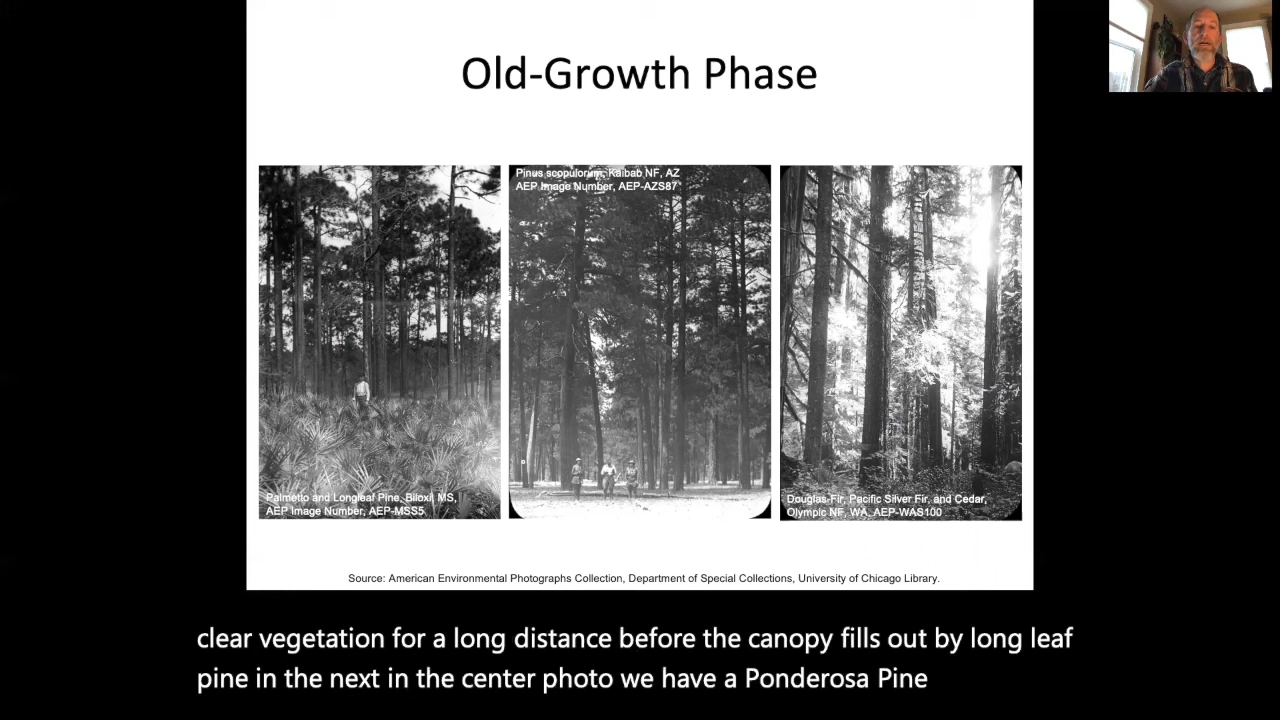 Old-Growth Phase
Palmetto and Longleaf Pine, Biloxi, MS,
AEP Image Number, AEP-MSS5
Pinus scopulorum, Kaibab NF, AZ
AEP Image Number, AEP-AZS87
Douglas-Fir, Pacific Silver Fir, and Cedar,
Olympic NF, WA, AEP-WAS100
Source: American Environmental Photographs Collection, Department of Special Collections, University of Chicago Library.
clear vegetation for a long distance before the canopy fills out by long leaf
pine in the next in the center photo we have a Ponderosa Pine